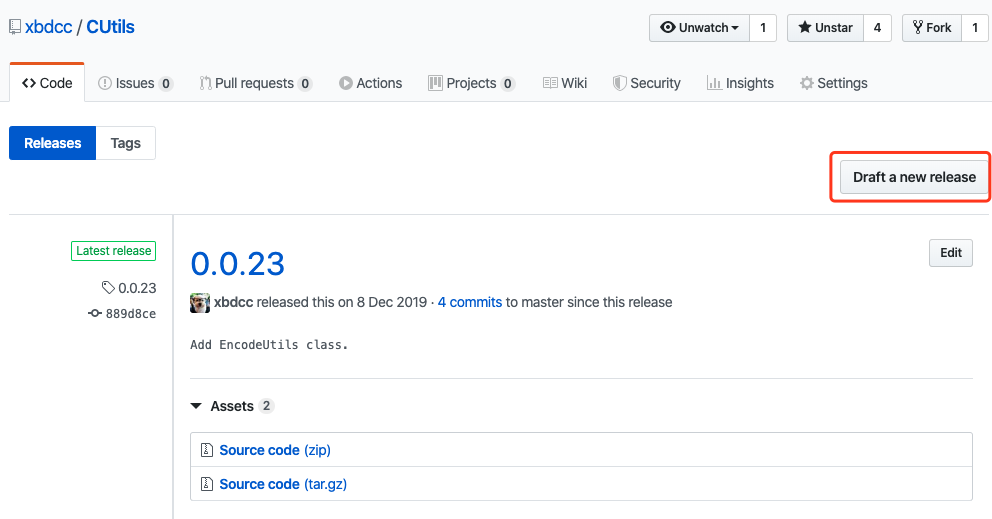 xbdcc / CUtils
Unwatch 1
Unstar 4
Fork 1
Code
Issues 0
Pull requests 0
Actions
Projects 0
Wiki
Security
Insights
Settings
Releases
Tags
Draft a new release
Latest release
0.0.23
889d8ce
0.0.23
Edit
xbdcc released this on 8 Dec 2019 · 4 commits to master since this release
Add EncodeUtils class.
Assets 2
Source code (zip)
Source code (tar.gz)